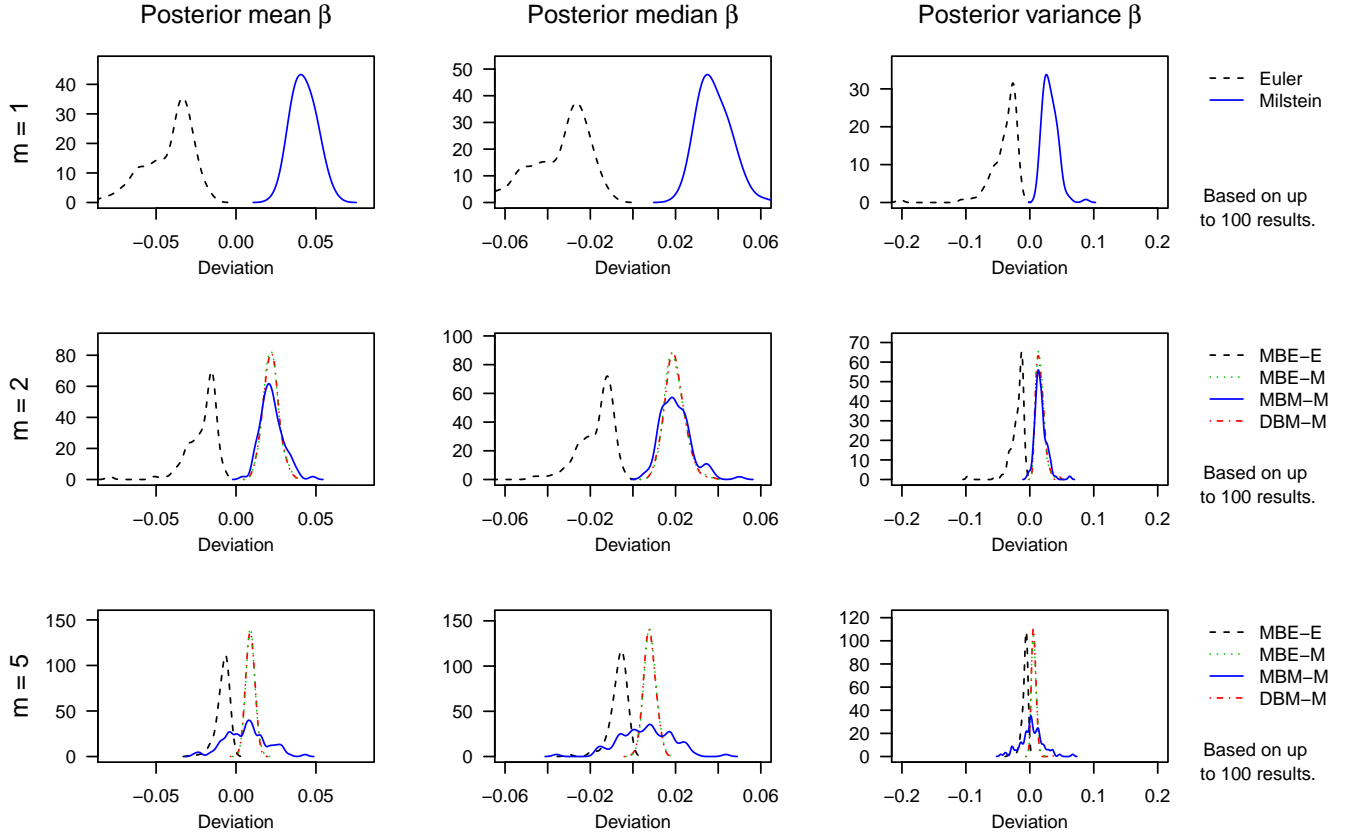 Posterior mean β
Posterior median β
Posterior variance β
m = 1
0
10
20
30
40
−0.05
0.00
0.05
Deviation
0
10
20
30
40
50
−0.06
−0.02
0.02
0.06
Deviation
0
10
20
30
−0.2
−0.1
0.0
0.1
0.2
Deviation
Euler
Milstein
Based on up
to 100 results.
m = 2
0
20
40
60
80
−0.05
0.00
0.05
Deviation
0
20
40
60
80
100
−0.06
−0.02
0.02
0.06
Deviation
0
10
20
30
40
50
60
70
−0.2
−0.1
0.0
0.1
0.2
Deviation
MBE−E
MBE−M
MBM−M
DBM−M
Based on up
to 100 results.
m = 5
0
50
100
150
−0.05
0.00
0.05
Deviation
0
50
100
150
−0.06
−0.02
0.02
0.06
Deviation
0
20
40
60
80
100
120
−0.2
−0.1
0.0
0.1
0.2
Deviation
MBE−E
MBE−M
MBM−M
DBM−M
Based on up
to 100 results.